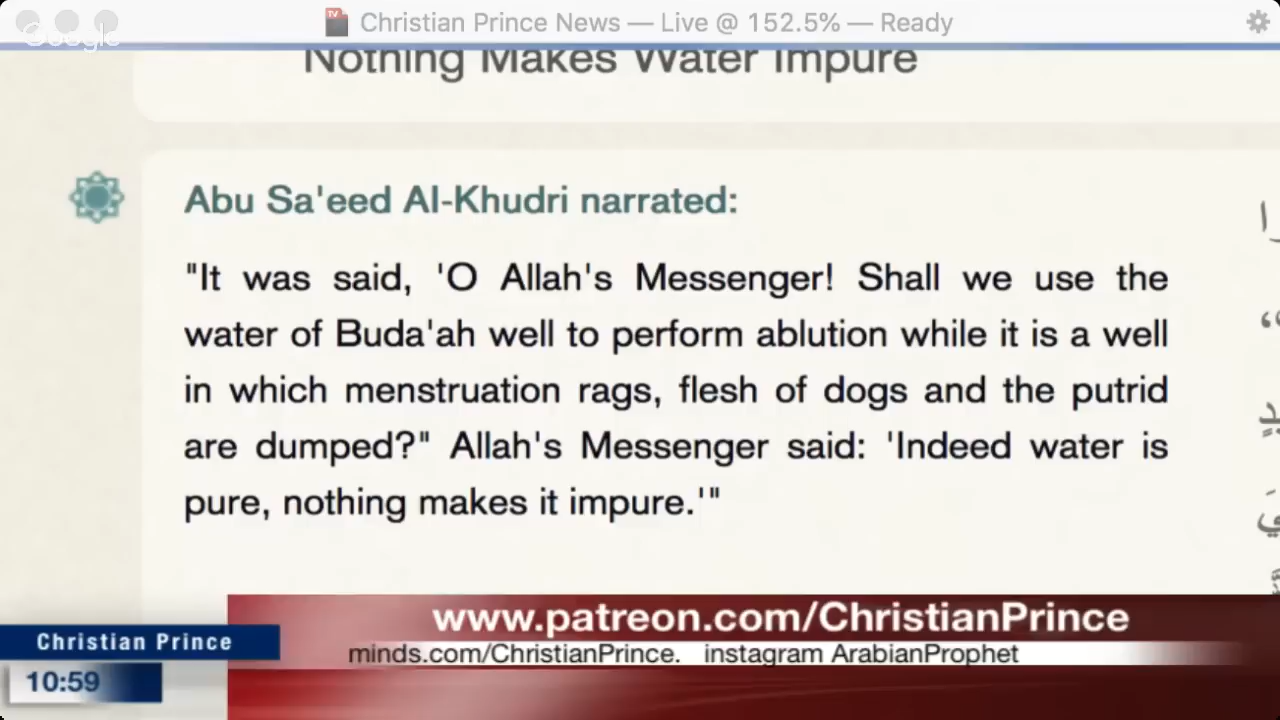 Christian Prince News — Live @ 152.5% — Ready
Google
Nothing Makes Water Impure
Abu Sa'eed Al-Khudri narrated:
"It was said, 'O Allah's Messenger! Shall we use the
water of Buda'ah well to perform ablution while it is a well
in which menstruation rags, flesh of dogs and the putrid
are dumped?" Allah's Messenger said: 'Indeed water is
pure, nothing makes it impure.'"
www.patreon.com/ChristianPrince
Christian Prince
minds.com/ChristianPrince. instagram ArabianProphet
10:59